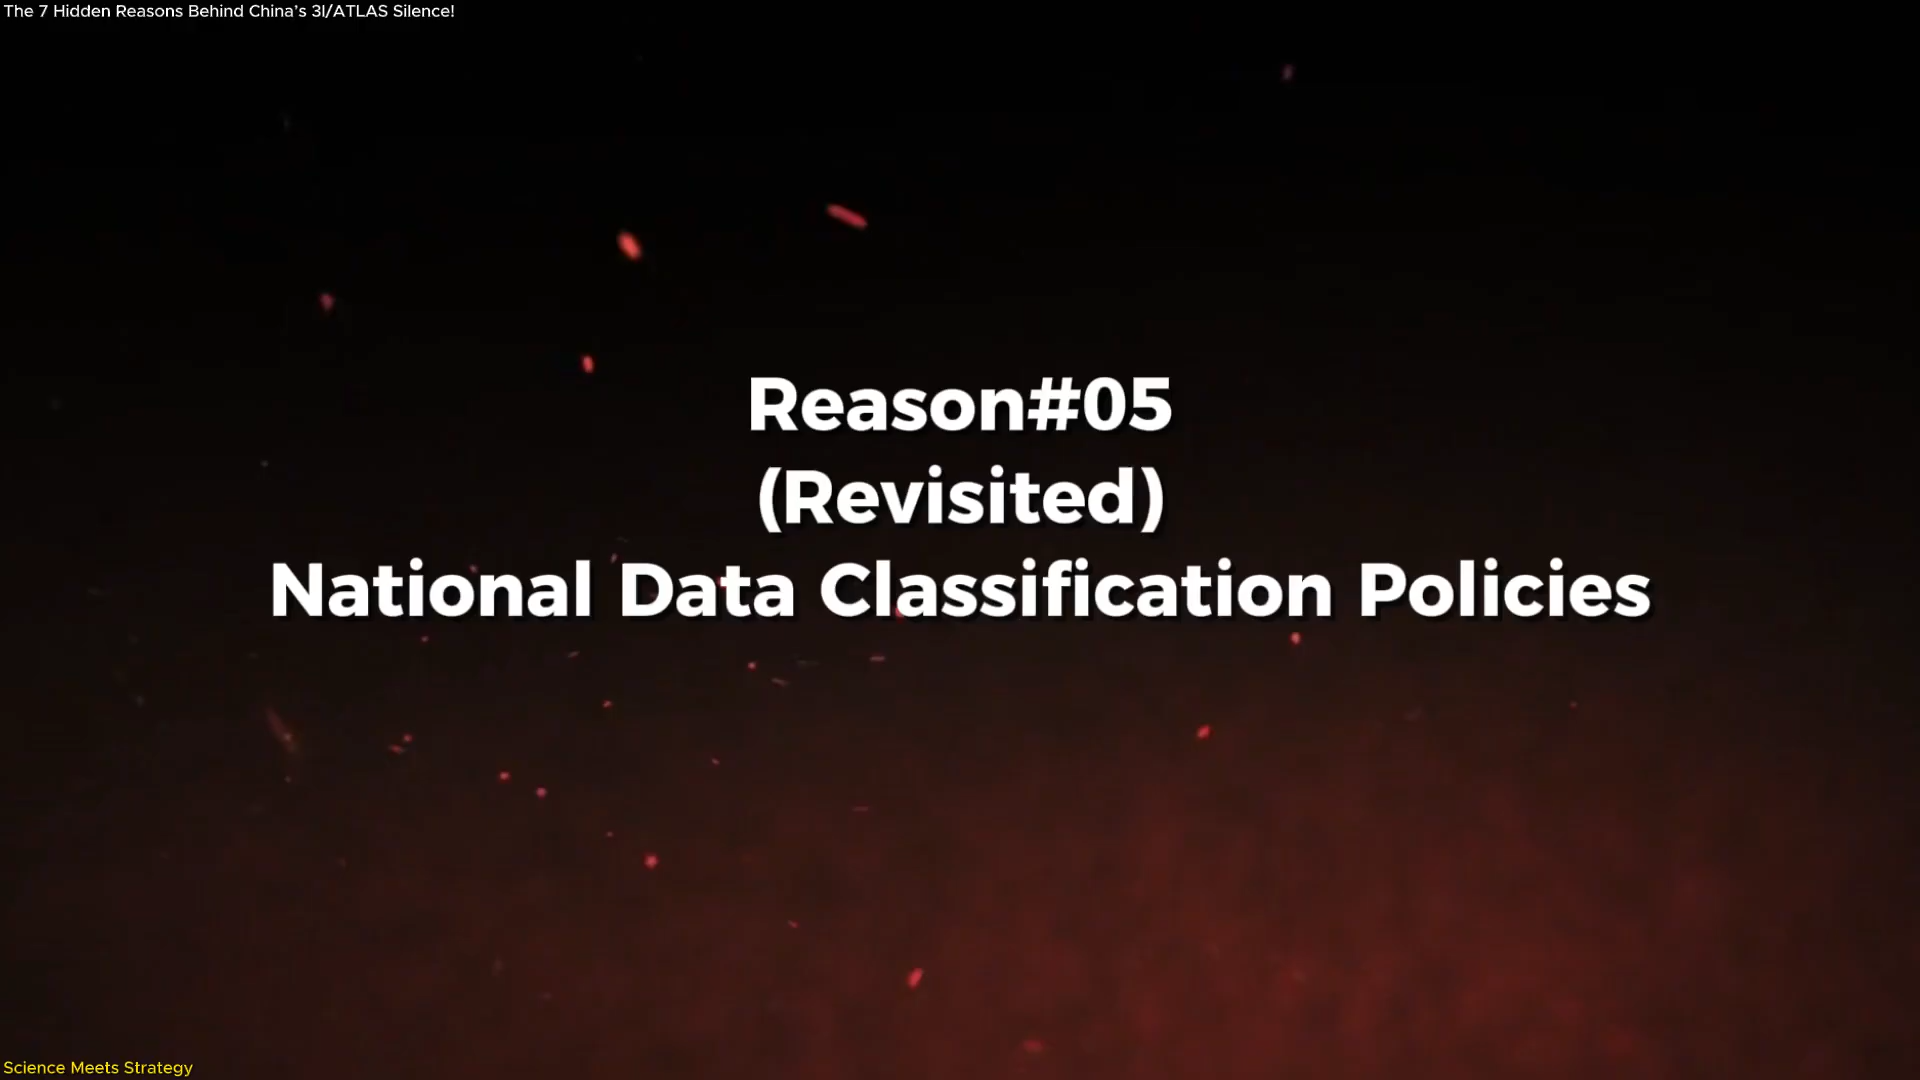 The 7 Hidden Reasons Behind China’s 3I/ATLAS Silence!
Reason#05
(Revisited)
National Data Classification Policies
Science Meets Strategy